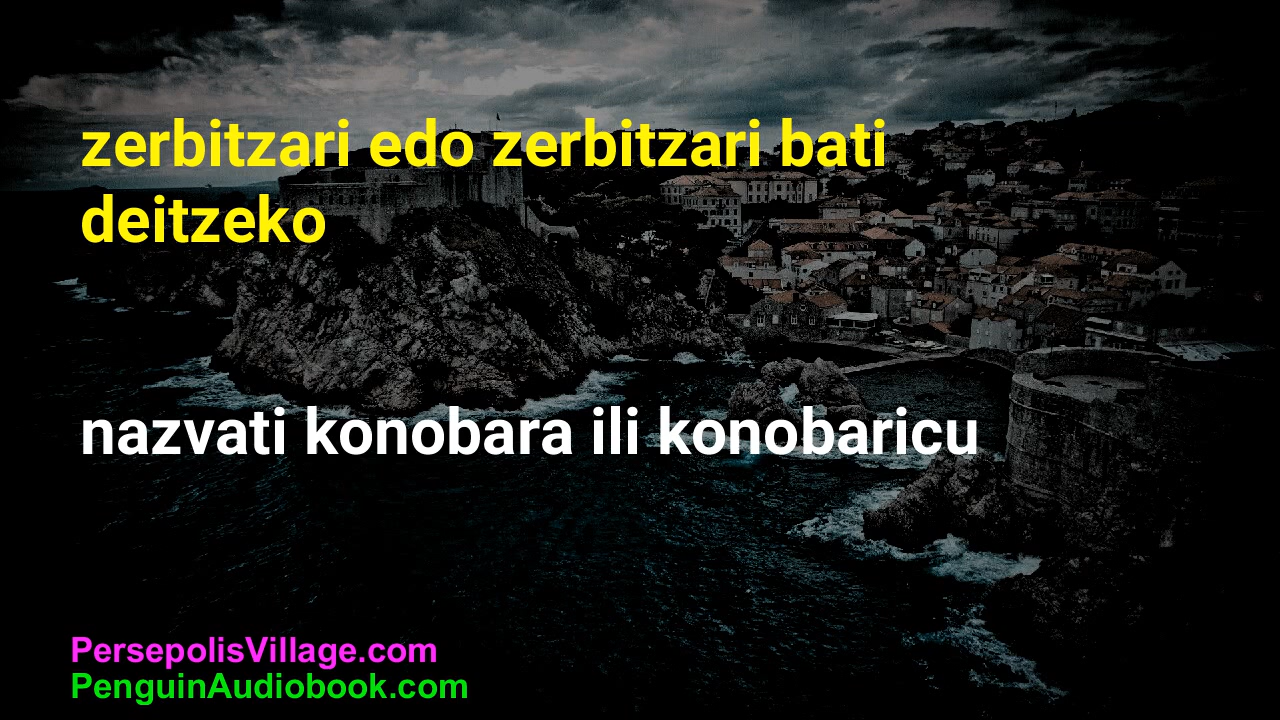 zerbitzari edo zerbitzari bati
deitzeko
nazvati konobara ili konobaricu
PersepolisVillage.com
PenguinAudiobook.com